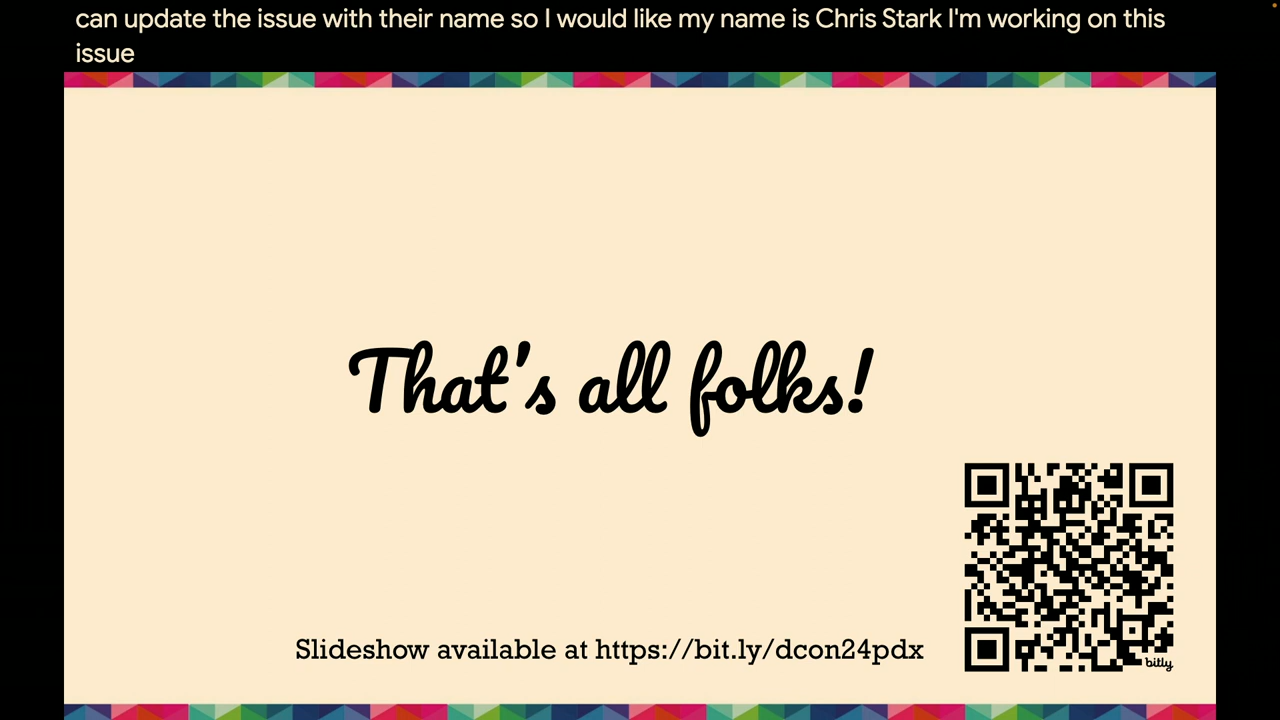 can update the issue with their name so I would like my name is Chris Stark I'm working on this
issue
That's all folks!
Slideshow available at https://bit.ly/dcon24pdx
bitly